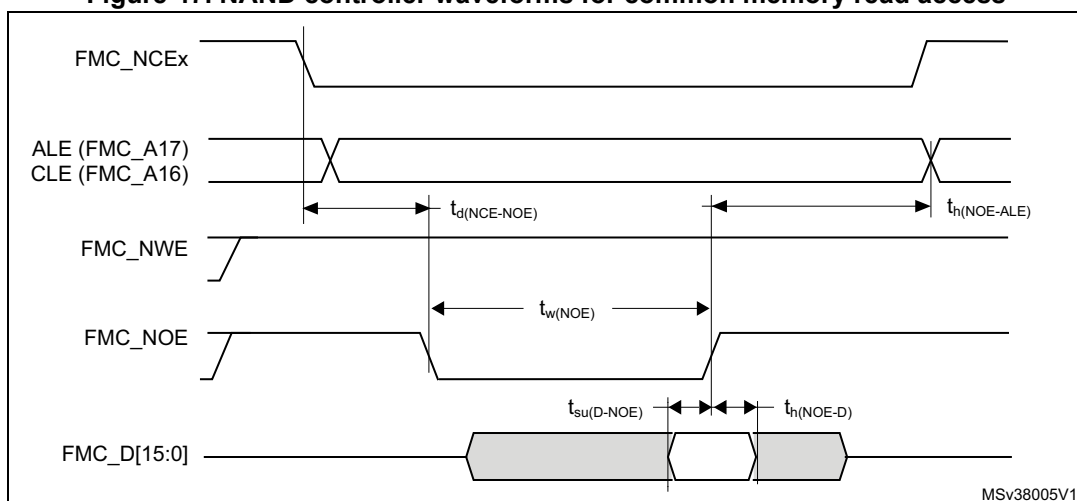 Figure 47. NAND controller waveforms for common memory read access
FMC_NCEx
ALE (FMC_A17)
CLE (FMC_A16)
td(NCE-NOE)
th(NOE-ALE)
FMC_NWE
tw(NOE)
FMC_NOE
tsu(D-NOE)
th(NOE-D)
FMC_D[15:0]
MSv38005V1